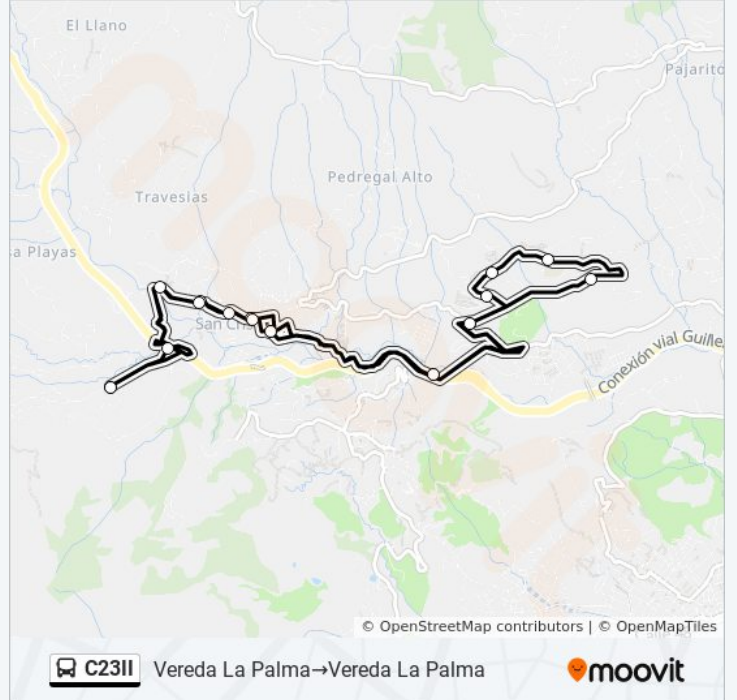 El Llano
Pajarito
Pedregal Alto
Travesías
a Playas
San Cris
Conexión vial Guille
© OpenStreetMap contributors | © OpenMapTiles
C23II Vereda La Palma→Vereda La Palma moovit